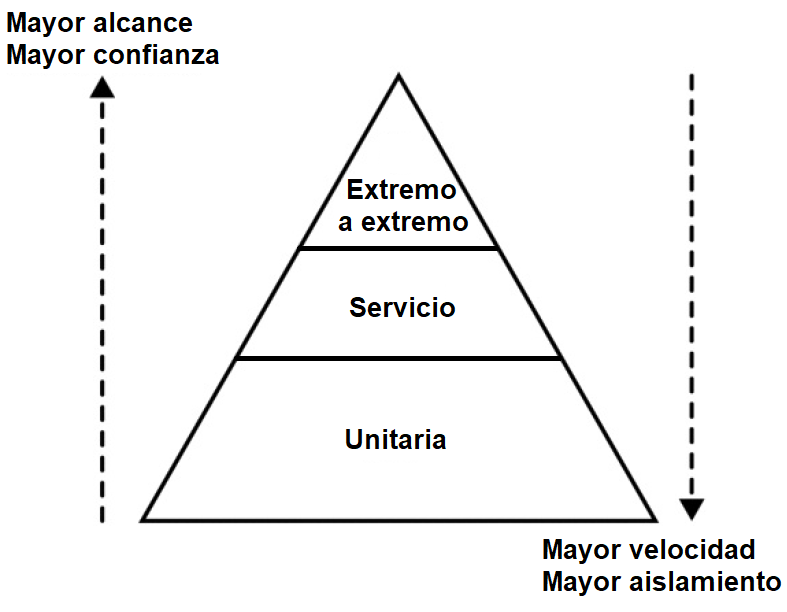 Mayor alcance
Mayor confianza
Extremo
a extremo
Servicio
Unitaria
Mayor velocidad
Mayor aislamiento